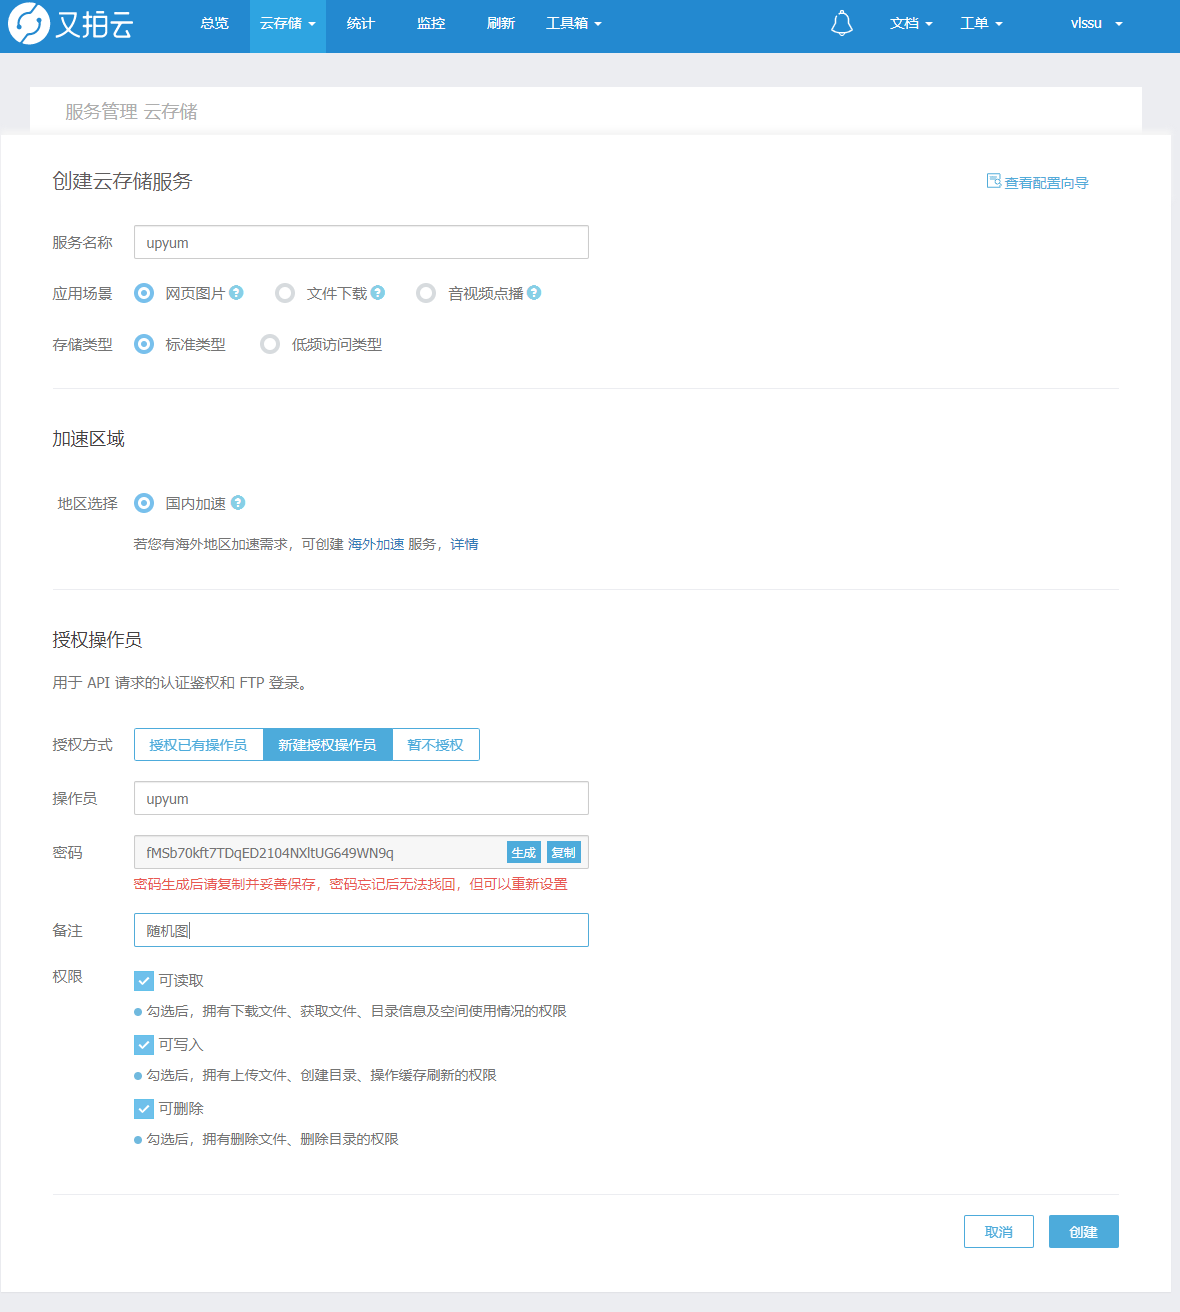 又拍云 总览 云存储 统计 监控 刷新 工具箱 文档 工单 vlssu
服务管理 云存储
创建云存储服务 查看配置向导
服务名称 upyum
应用场景 网页图片 ? 文件下载 ? 音视频点播 ?
存储类型 标准类型 低频访问类型
加速区域
地区选择 国内加速 ?
若您有海外地区加速需求，可创建 海外加速 服务，详情
授权操作员
用于 API 请求的认证鉴权和 FTP 登录。
授权方式 授权已有操作员 新建授权操作员 暂不授权
操作员 upyum
密码 fMSb70kft7TDqED2104NXltUG649WN9q 生成 复制
密码生成后请复制并妥善保存，密码忘记后无法找回，但可以重新设置
备注 随机图
权限 可读取
勾选后，拥有下载文件、获取文件、目录信息及空间使用情况的权限
可写入
勾选后，拥有上传文件、创建目录、操作缓存刷新的权限
可删除
勾选后，拥有删除文件、删除目录的权限
取消 创建